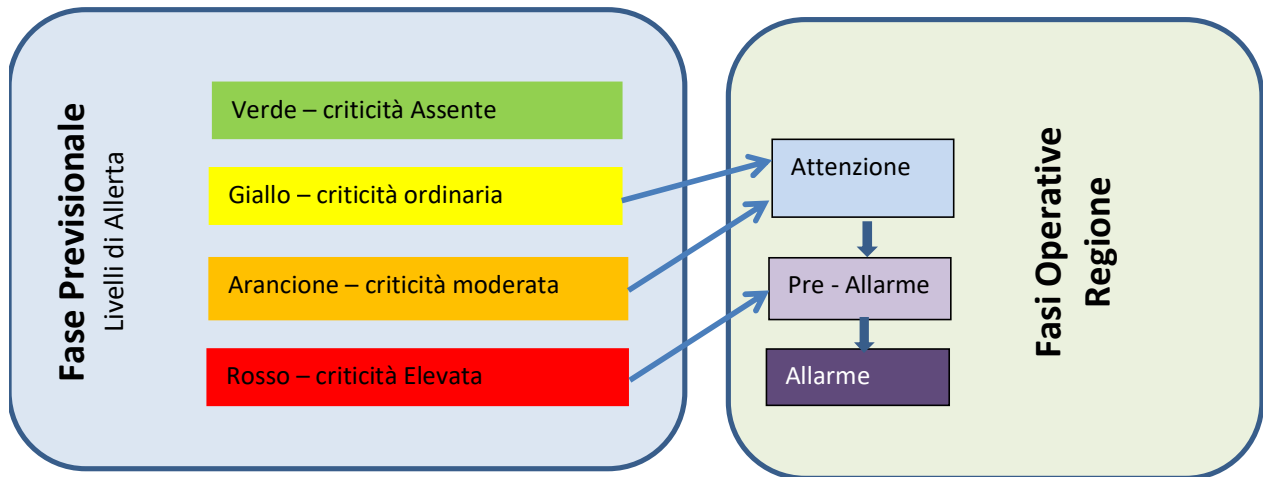 Fase Previsionale
Livelli di Allerta
Verde – criticità Assente
Giallo – criticità ordinaria
Arancione – criticità moderata
Rosso – criticità Elevata
Attenzione
Pre - Allarme
Allarme
Fasi Operative
Regione